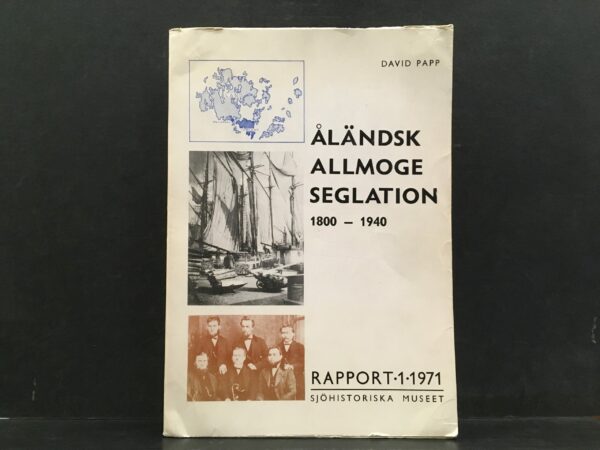 DAVID PAPP
ÅLÄNDSK
ALLMOGE
SEGLATION
1800 – 1940
RAPPORT·1·1971
SJÖHISTORISKA MUSEET